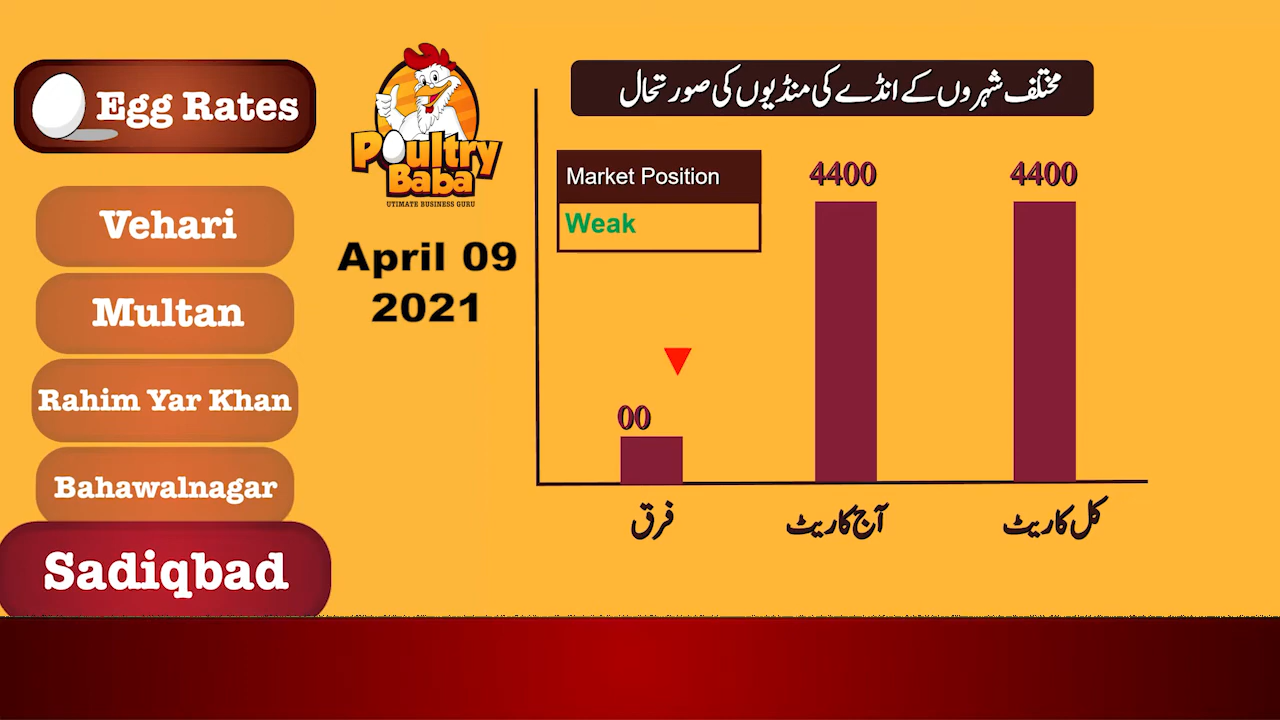 Egg Rates
Vehari
Multan
Rahim Yar Khan
Bahawalnagar
Sadiqbad
Poultry
Baba
UTIMATE BUSINESS GURU
April 09
2021
مختلف شہروں کے انڈے کی منڈیوں کی صورتحال
Market Position
Weak
4400
4400
00
فرق
آج کا ریٹ
کل کا ریٹ